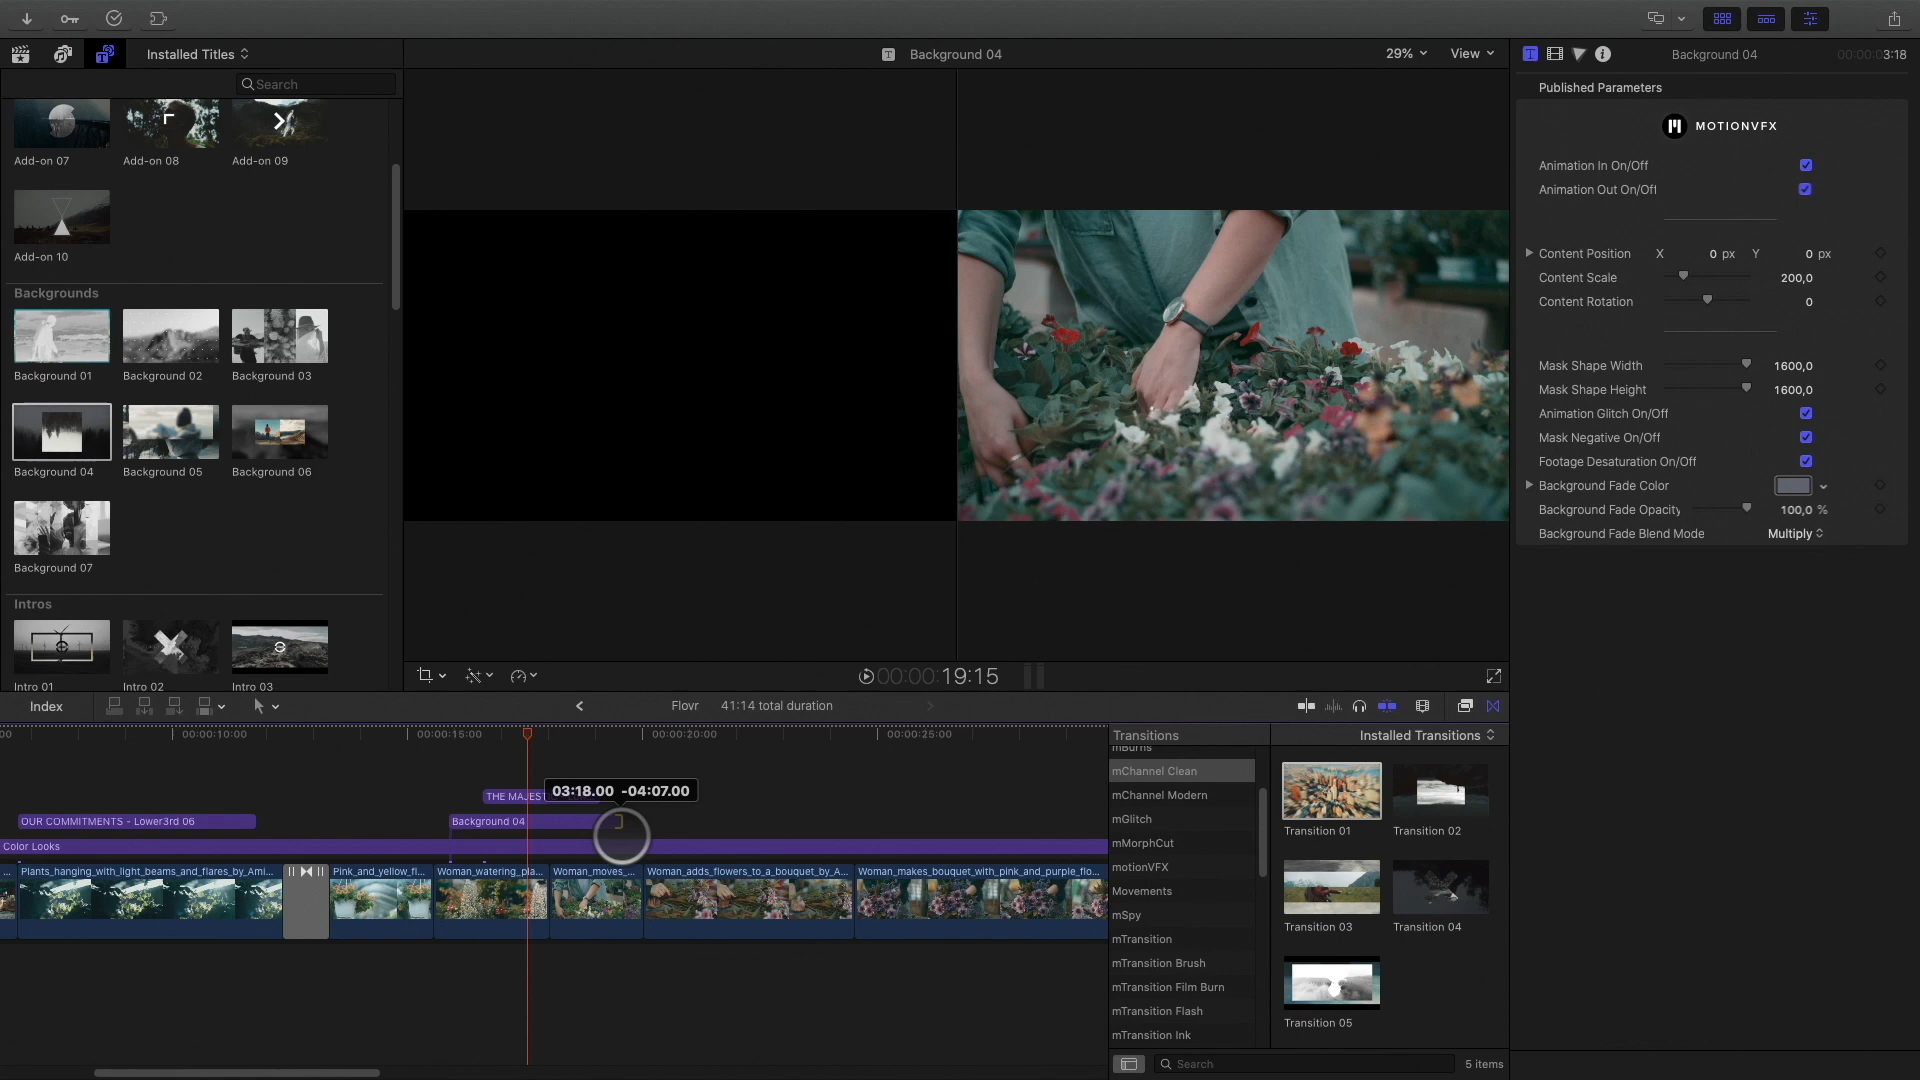 Installed Titles
Background 04
29%
View
Background 04
00:00:03:18
Search
Published Parameters
MOTIONVFX
Add-on 07
Add-on 08
Add-on 09
Animation In On/Off
Animation Out On/Off
Add-on 10
Content Position X 0 px Y 0 px
Content Scale 200,0
Content Rotation 0
Backgrounds
Background 01
Background 02
Background 03
Mask Shape Width 1600,0
Mask Shape Height 1600,0
Animation Glitch On/Off
Mask Negative On/Off
Footage Desaturation On/Off
Background 04
Background 05
Background 06
Background Fade Color
Background Fade Opacity 100,0 %
Background Fade Blend Mode Multiply
Background 07
Intros
Intro 01
Intro 02
Intro 03
00:00:00:19:15
Index
Flovr
41:14 total duration
00
00:00:10:00
00:00:15:00
00:00:20:00
00:00:25:00
Transitions
Installed Transitions
mBurns
mChannel Clean
mChannel Modern
mGlitch
mMorphCut
motionVFX
Movements
mSpy
mTransition
mTransition Brush
mTransition Film Burn
mTransition Flash
mTransition Ink
Transition 01
Transition 02
Transition 03
Transition 04
Transition 05
03:18.00 -04:07.00
THE MAJEST
OUR COMMITMENTS - Lower3rd 06
Background 04
Color Looks
...
Plants_hanging_with_light_beams_and_flares_by_Ami...
Pink_and_yellow_fl...
Woman_watering_pla...
Woman_moves_...
Woman_adds_flowers_to_a_bouquet_by_A...
Woman_makes_bouquet_with_pink_and_purple_flo...
Search
5 items